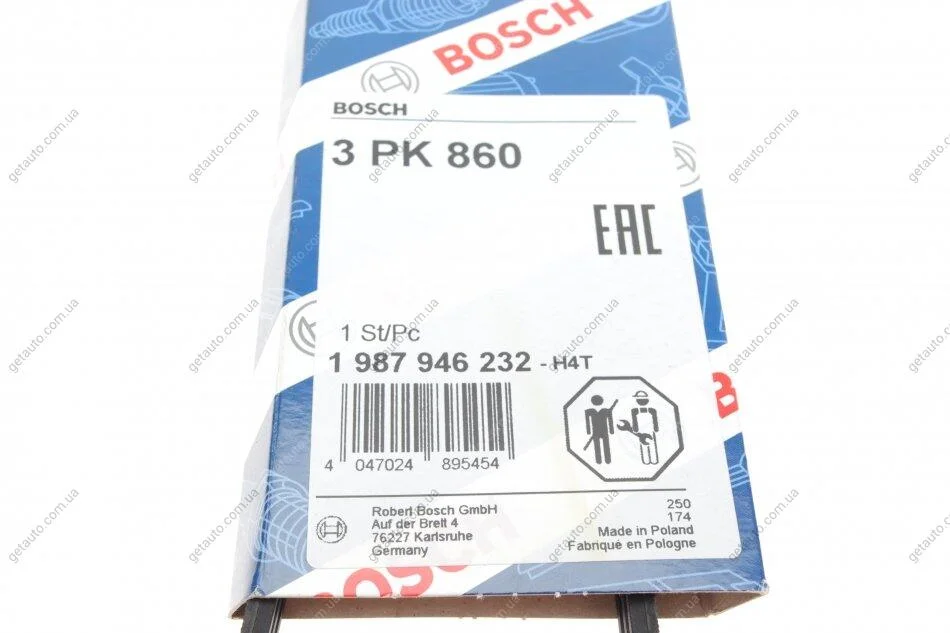 BOSCH
BOSCH
3 PK 860
EAC
1 St/Pc
1 987 946 232 - H4T
4 047024 895454
Robert Bosch GmbH
Auf der Breit 4
76227 Karlsruhe
Germany
250
174
Made in Poland
Fabriqué en Pologne
BOSCH
B
getauto.com.ua